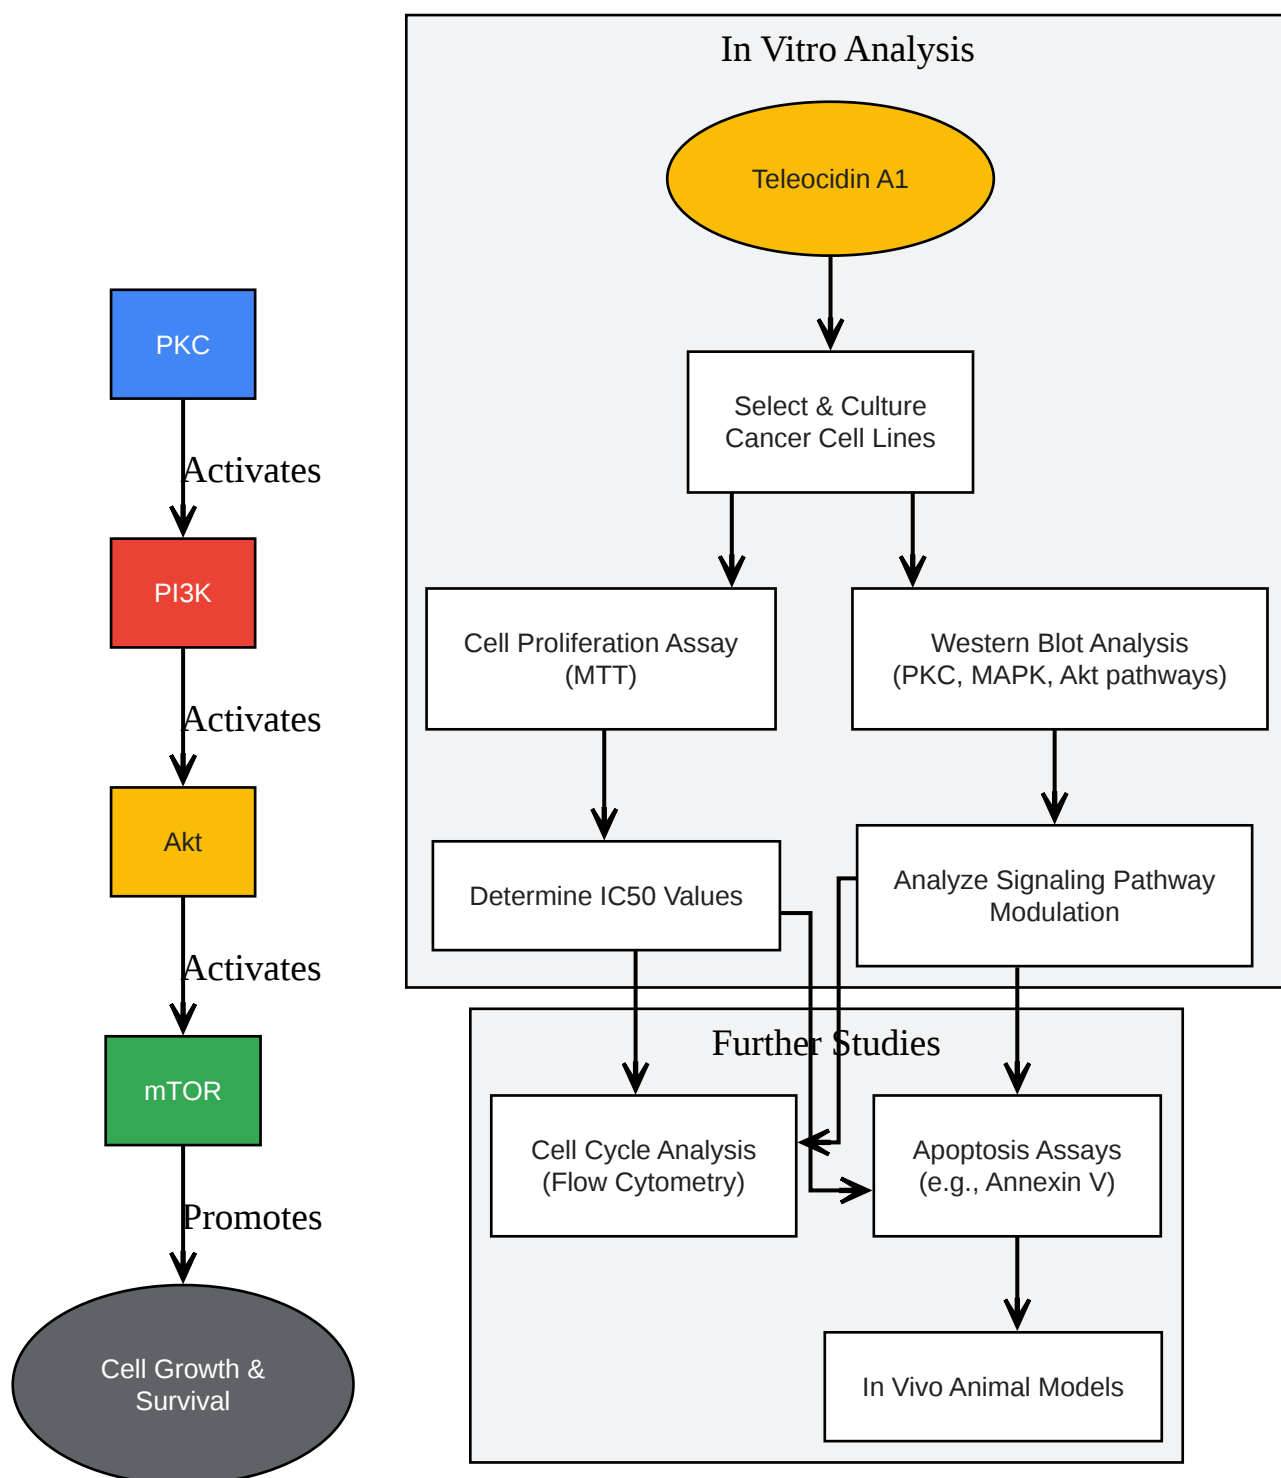 PKC
Activates
PI3K
Activates
Akt
Activates
mTOR
Promotes
Cell Growth &
Survival
In Vitro Analysis
Teleocidin A1
Select & Culture
Cancer Cell Lines
Cell Proliferation Assay
(MTT)
Western Blot Analysis
(PKC, MAPK, Akt pathways)
Determine IC50 Values
Analyze Signaling Pathway
Modulation
Further Studies
Cell Cycle Analysis
(Flow Cytometry)
Apoptosis Assays
(e.g., Annexin V)
In Vivo Animal Models